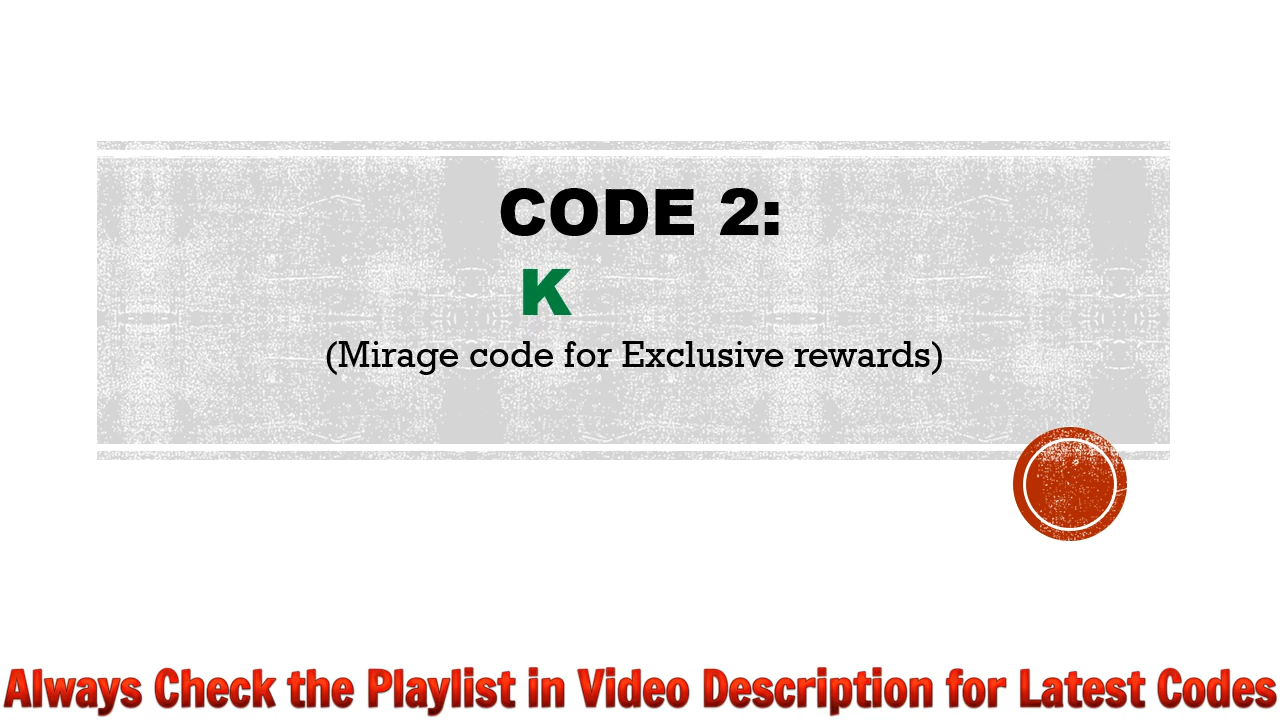 CODE 2:
K
(Mirage code for Exclusive rewards)
Always Check the Playlist in Video Description for Latest Codes